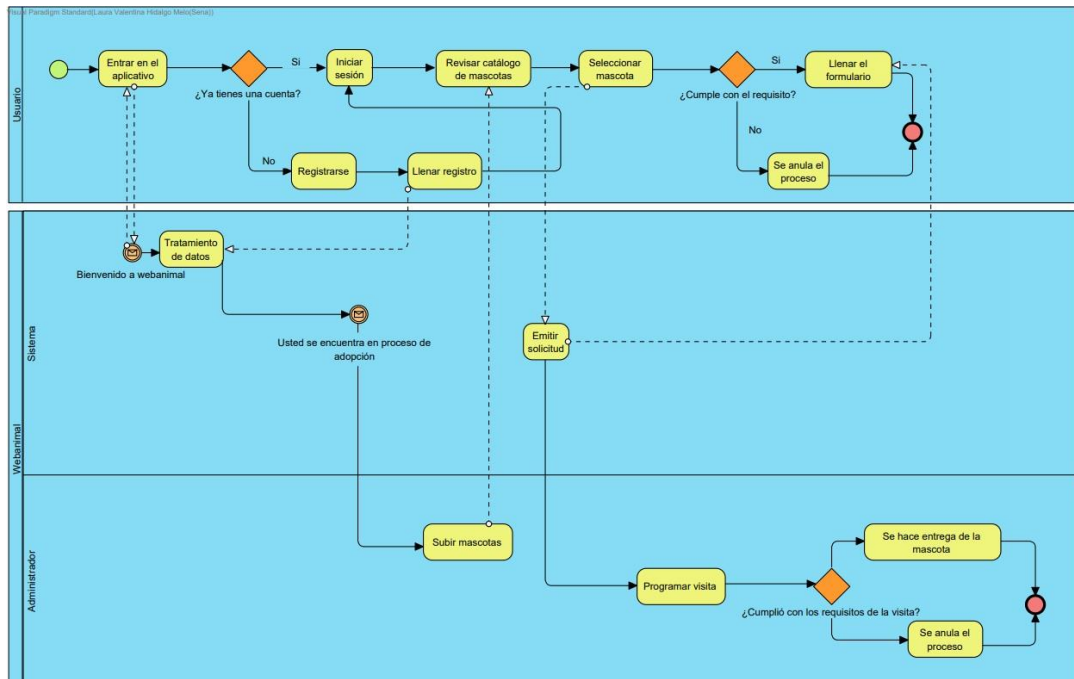 Visual Paradigm Standard(Laura Valentina Hidalgo Melo(Sena))
Usuario
Entrar en el
aplicativo
¿Ya tienes una cuenta?
Si
Iniciar
sesión
Revisar catálogo
de mascotas
Seleccionar
mascota
¿Cumple con el requisito?
Si
Llenar el
formulario
No
Registrarse
Llenar registro
No
Se anula el
proceso
Webanimal
Sistema
Bienvenido a webanimal
Tratamiento
de datos
Usted se encuentra en proceso de
adopción
Emitir
solicitud
Administrador
Subir mascotas
Programar visita
¿Cumplió con los requisitos de la visita?
Se hace entrega de la
mascota
Se anula el
proceso